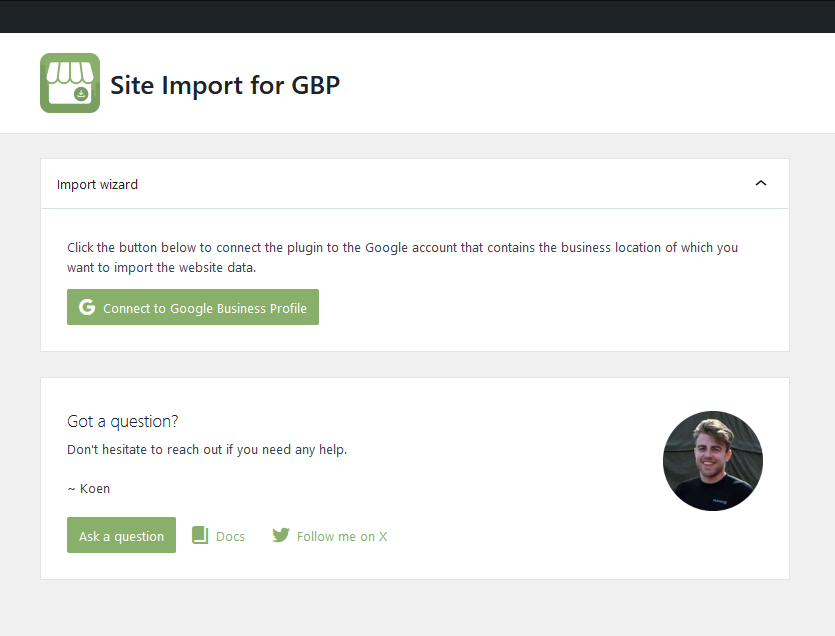 Site Import for GBP
Import wizard
Click the button below to connect the plugin to the Google account that contains the business location of which you
want to import the website data.
Connect to Google Business Profile
Got a question?
Don't hesitate to reach out if you need any help.
~ Koen
Ask a question
Docs
Follow me on X